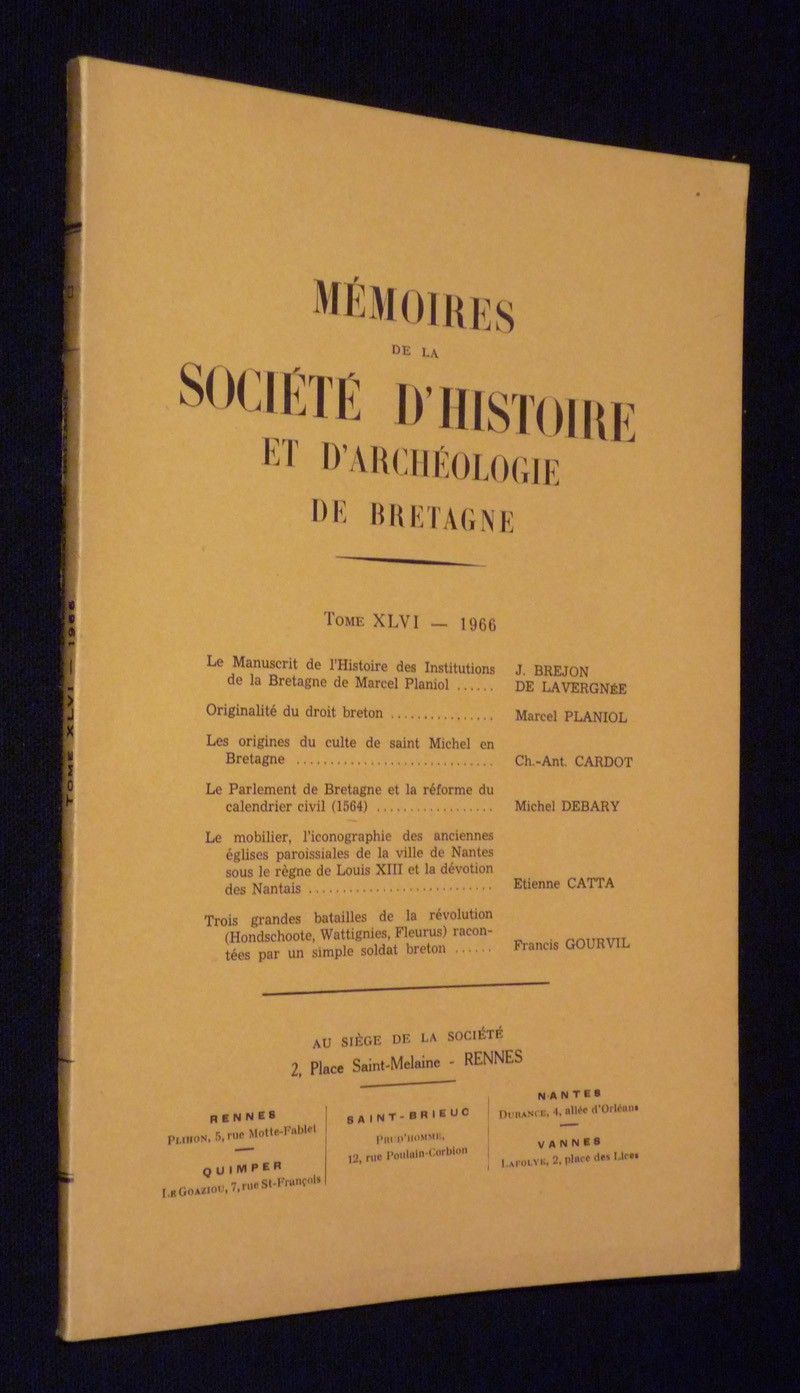 MÉMOIRES
DE LA
SOCIÉTÉ D'HISTOIRE
ET D'ARCHÉOLOGIE
DE BRETAGNE
TOME XLVI — 1966
Le Manuscrit de l'Histoire des Institutions
de la Bretagne de Marcel Planiol ...... J. BREJON DE LAVERGNÉE
Originalité du droit breton ................ Marcel PLANIOL
Les origines du culte de saint Michel en
Bretagne .............................. Ch.-Ant. CARDOT
Le Parlement de Bretagne et la réforme du
calendrier civil (1564) .................. Michel DEBARY
Le mobilier, l'iconographie des anciennes
églises paroissiales de la ville de Nantes
sous le règne de Louis XIII et la dévotion
des Nantais ............................ Etienne CATTA
Trois grandes batailles de la révolution
(Hondschoote, Wattignies, Fleurus) racon-
tées par un simple soldat breton ...... Francis GOURVIL
AU SIÈGE DE LA SOCIÉTÉ
2, Place Saint-Melaine - RENNES
RENNES
PLIHON, 5, rue Motte-Fablet
QUIMPER
LE GOAZIOU, 7, rue St-François
SAINT-BRIEUC
PRUD'HOMME,
12, rue Poulain-Corbion
NANTES
DURANCE, 4, allée d'Orléans
VANNES
LAFOLYE, 2, place des Lices
TOME XLVI — 1966